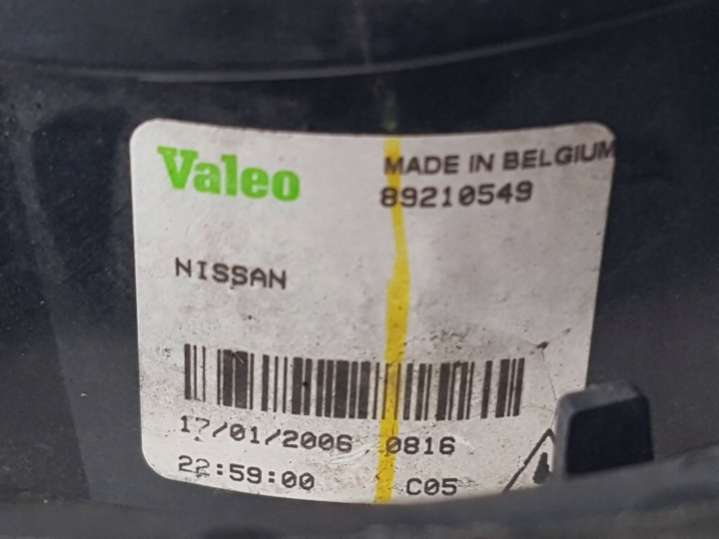 Valeo MADE IN BELGIUM
89210549
NISSAN
17/01/2006 0816
22:59:00 C05